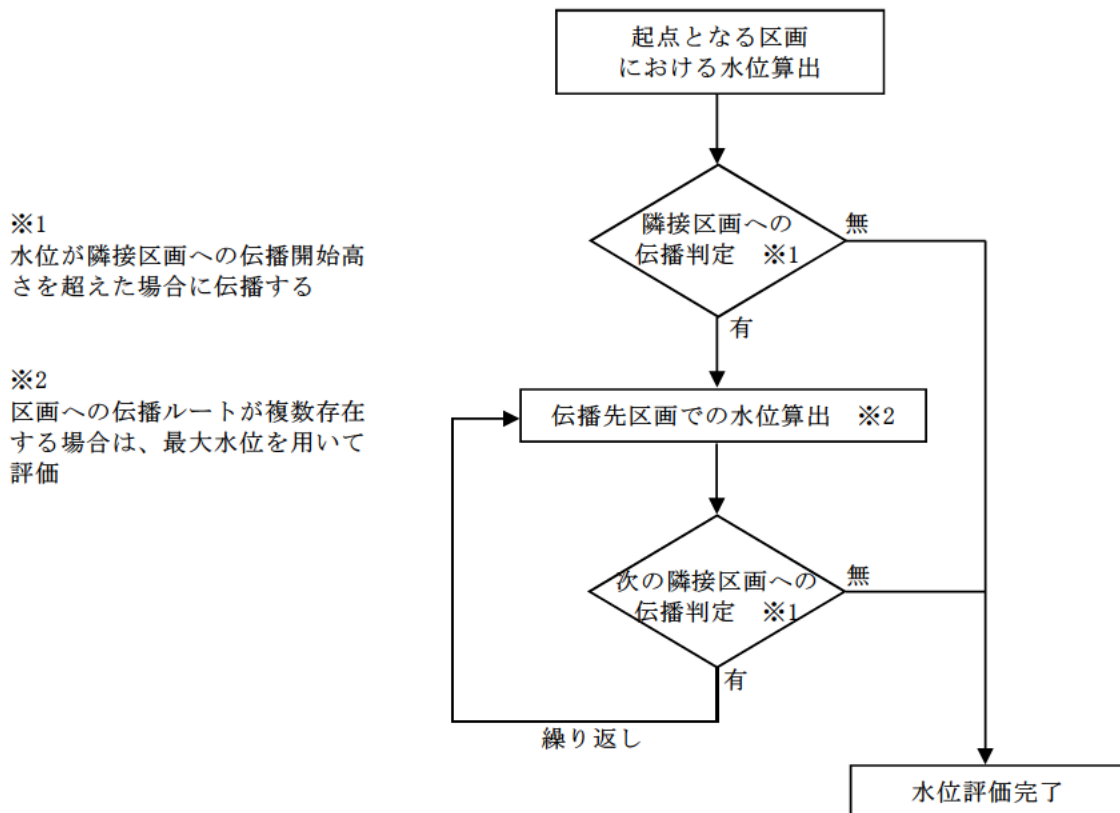 起点となる区画
における水位算出
※1
水位が隣接区画への伝播開始高
さを超えた場合に伝播する
隣接区画への
伝播判定 ※1
無
有
※2
区画への伝播ルートが複数存在
する場合は、最大水位を用いて
評価
伝播先区画での水位算出 ※2
次の隣接区画への
伝播判定 ※1
無
有
繰り返し
水位評価完了